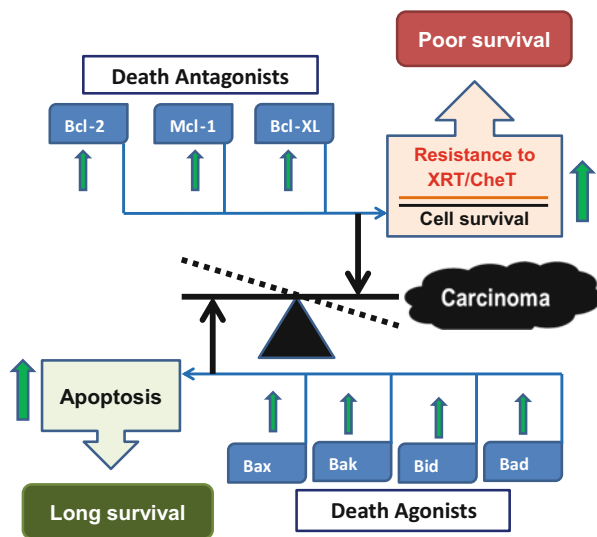 Poor survival
Death Antagonists
Bcl-2 Mcl-1 Bcl-XL
Resistance to
XRT/CheT
Cell survival
Carcinoma
Apoptosis
Bax Bak Bid Bad
Long survival
Death Agonists